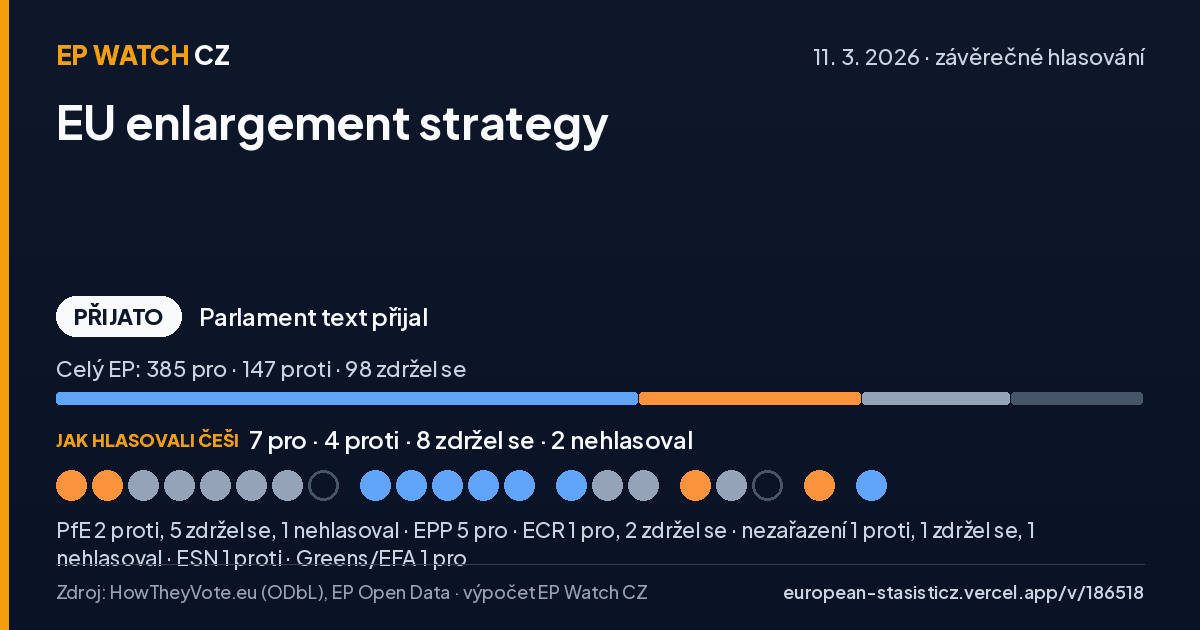 EP WATCH CZ
11. 3. 2026 · závěrečné hlasování
EU enlargement strategy
PŘIJATO Parlament text přijal
Celý EP: 385 pro · 147 proti · 98 zdržel se
JAK HLASOVALI ČEŠI 7 pro · 4 proti · 8 zdržel se · 2 nehlasoval
PfE 2 proti, 5 zdržel se, 1 nehlasoval · EPP 5 pro · ECR 1 pro, 2 zdržel se · nezařazení 1 proti, 1 zdržel se, 1
nehlasoval · ESN 1 proti · Greens/EFA 1 pro
Zdroj: HowTheyVote.eu (ODbL), EP Open Data · výpočet EP Watch CZ
european-stasisticz.vercel.app/v/186518